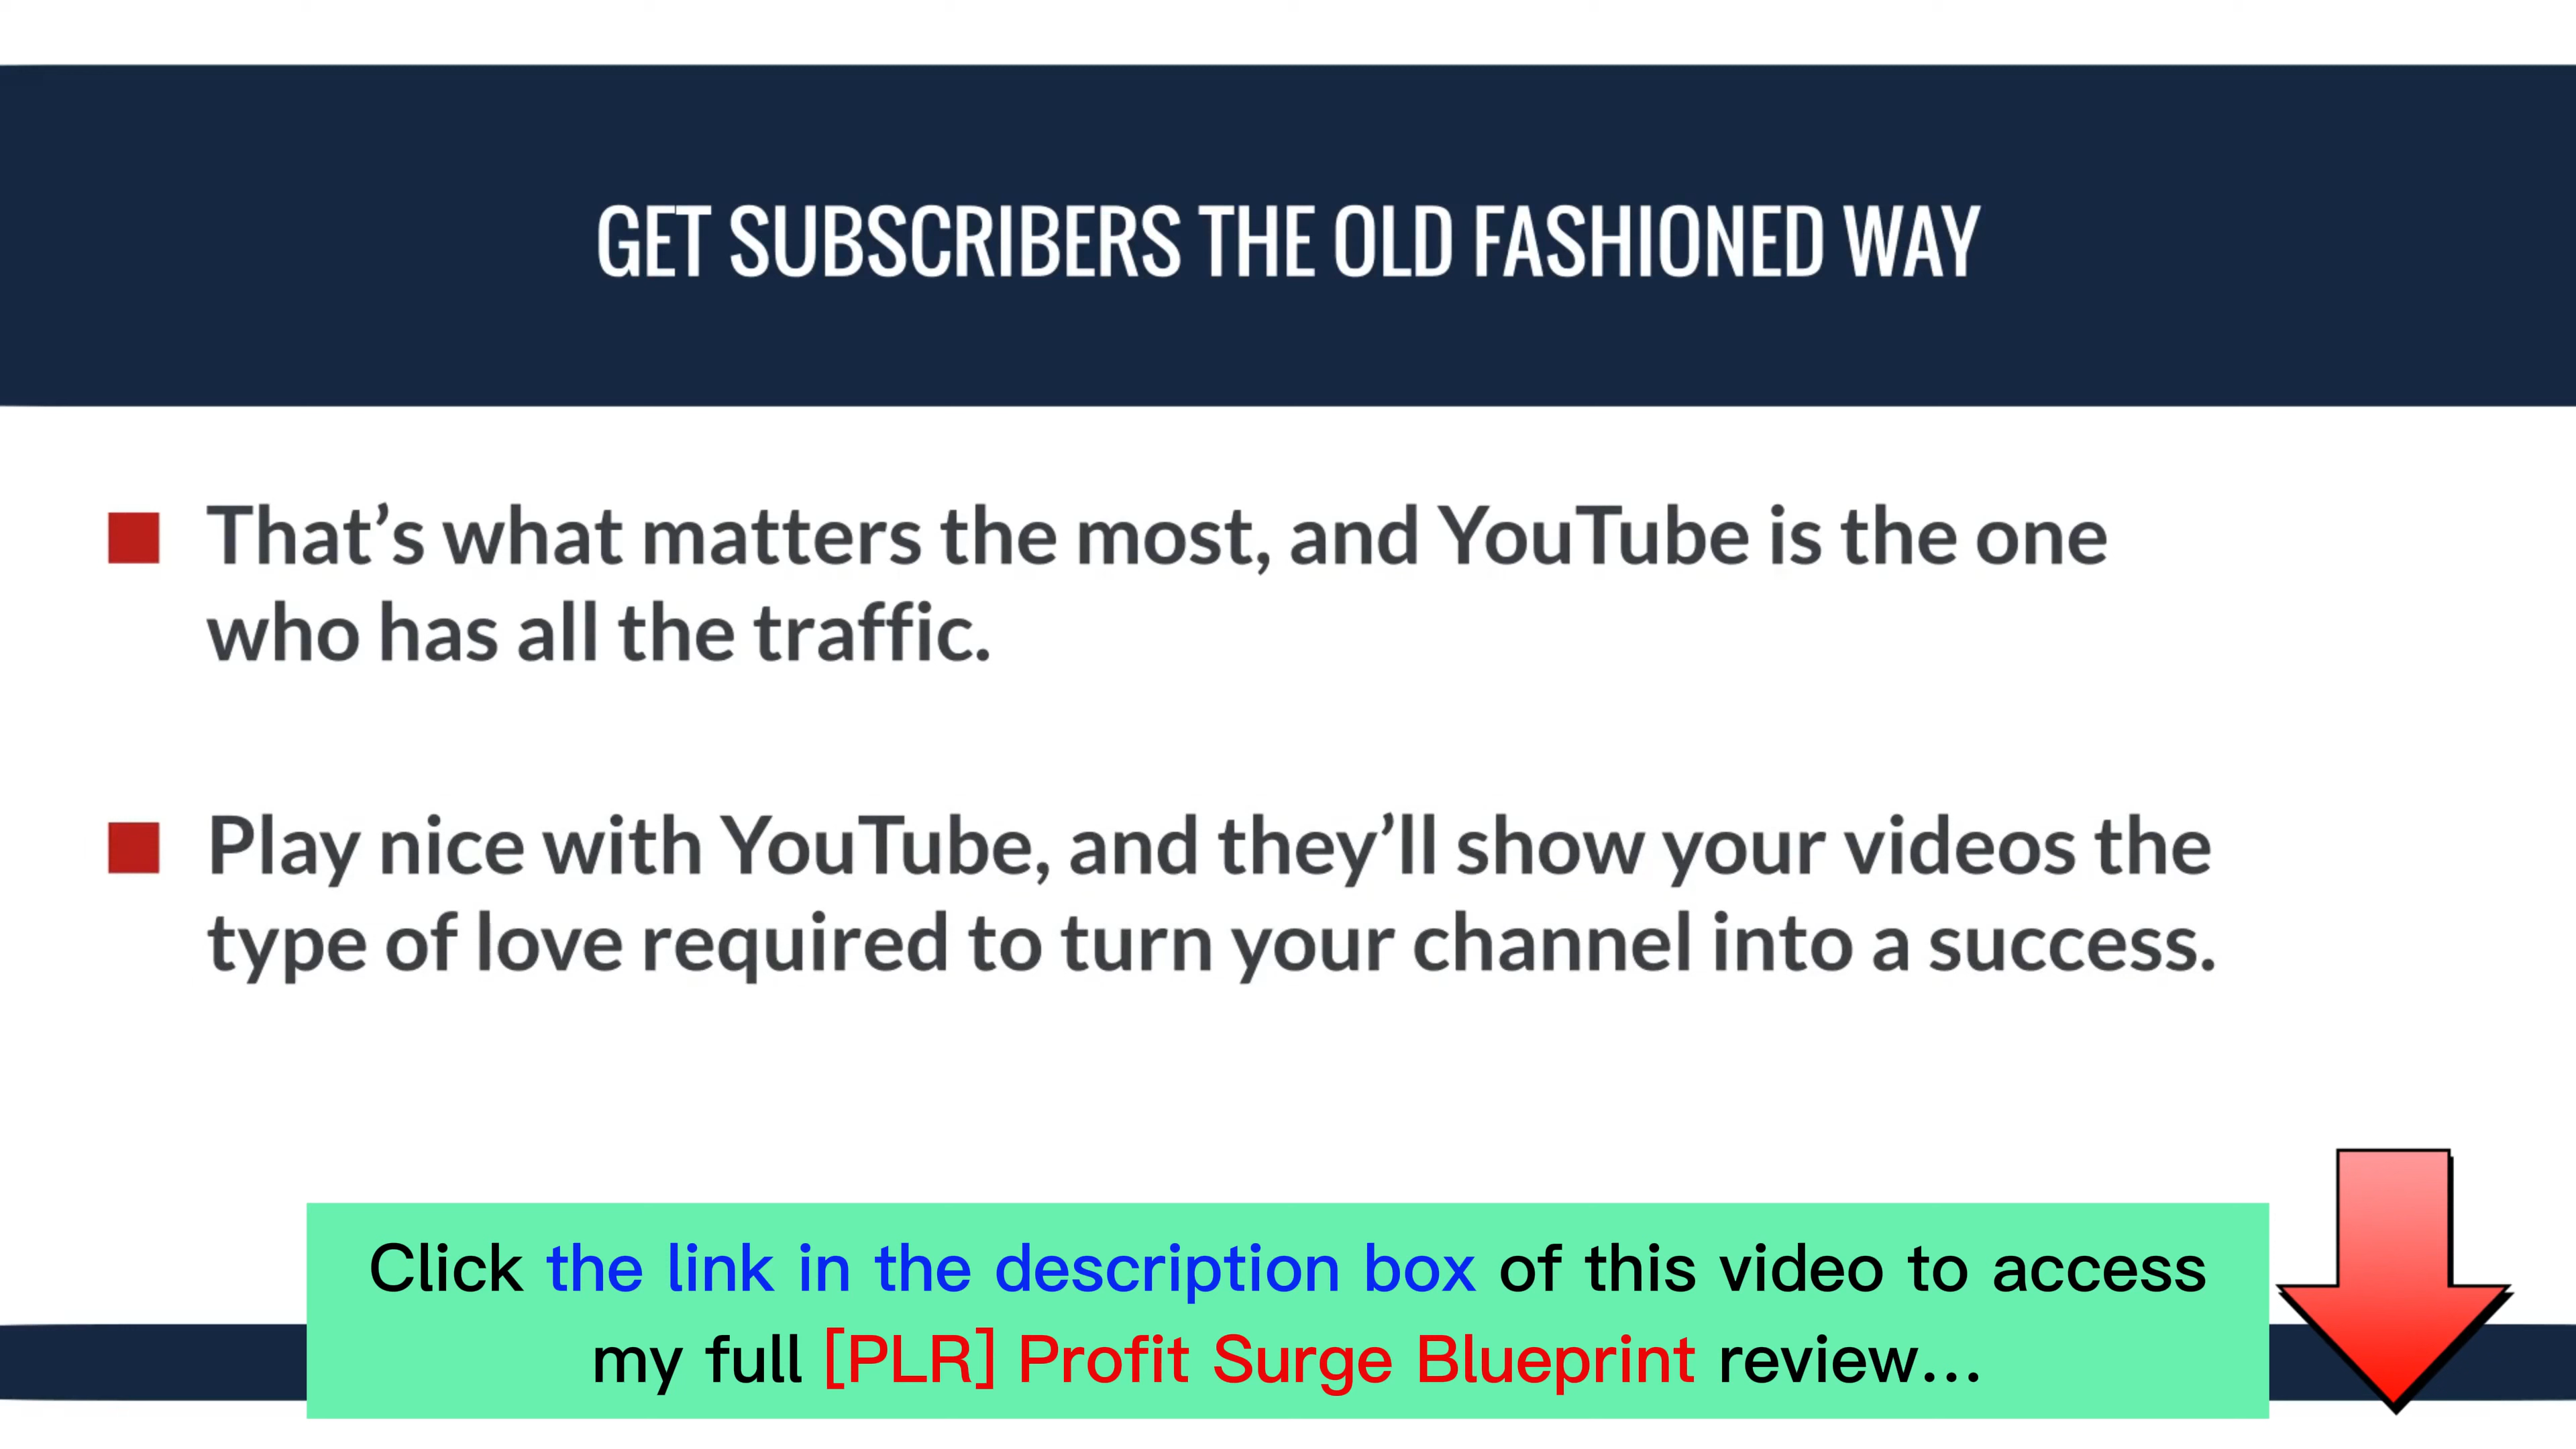 GET SUBSCRIBERS THE OLD FASHIONED WAY
That’s what matters the most, and YouTube is the one
who has all the traffic.
Play nice with YouTube, and they’ll show your videos the
type of love required to turn your channel into a success.
Click the link in the description box of this video to access
my full [PLR] Profit Surge Blueprint review...